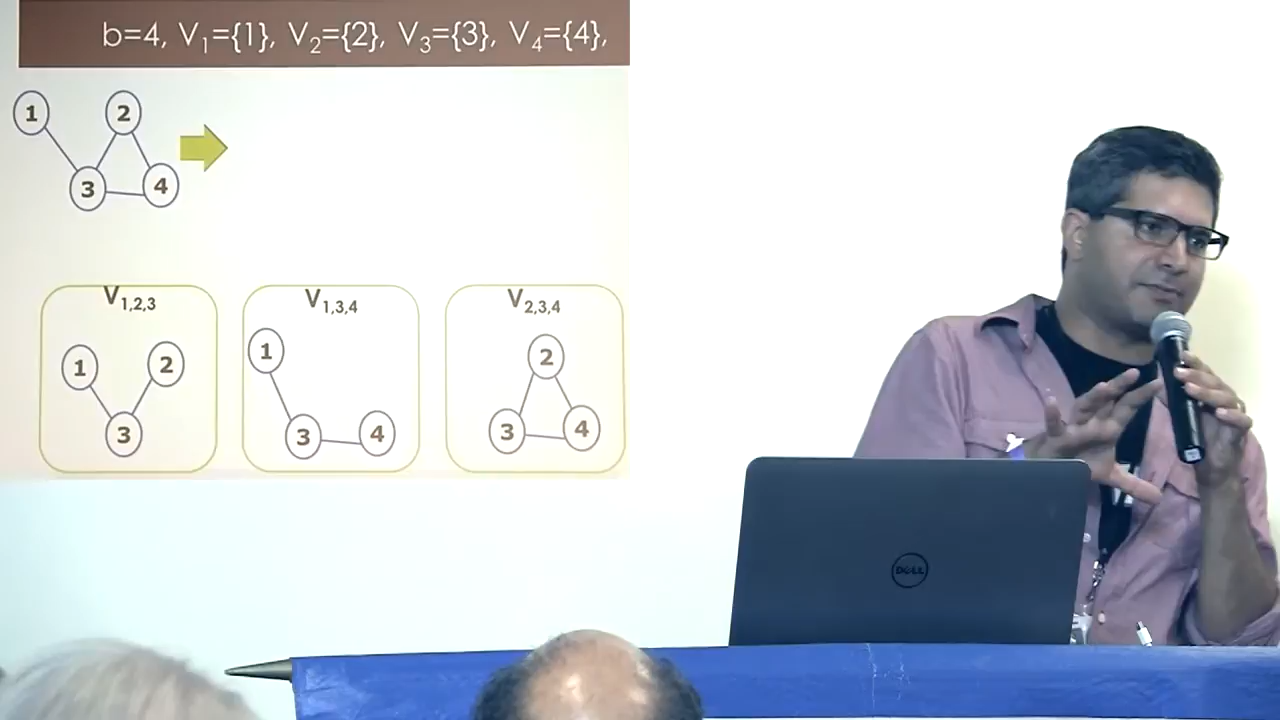 b=4, V₁={1}, V₂={2}, V₃={3}, V₄={4},
1 2
3 4
V₁,₂,₃ V₁,₃,₄ V₂,₃,₄
1 2
3
1
3 4
2
3 4
DELL